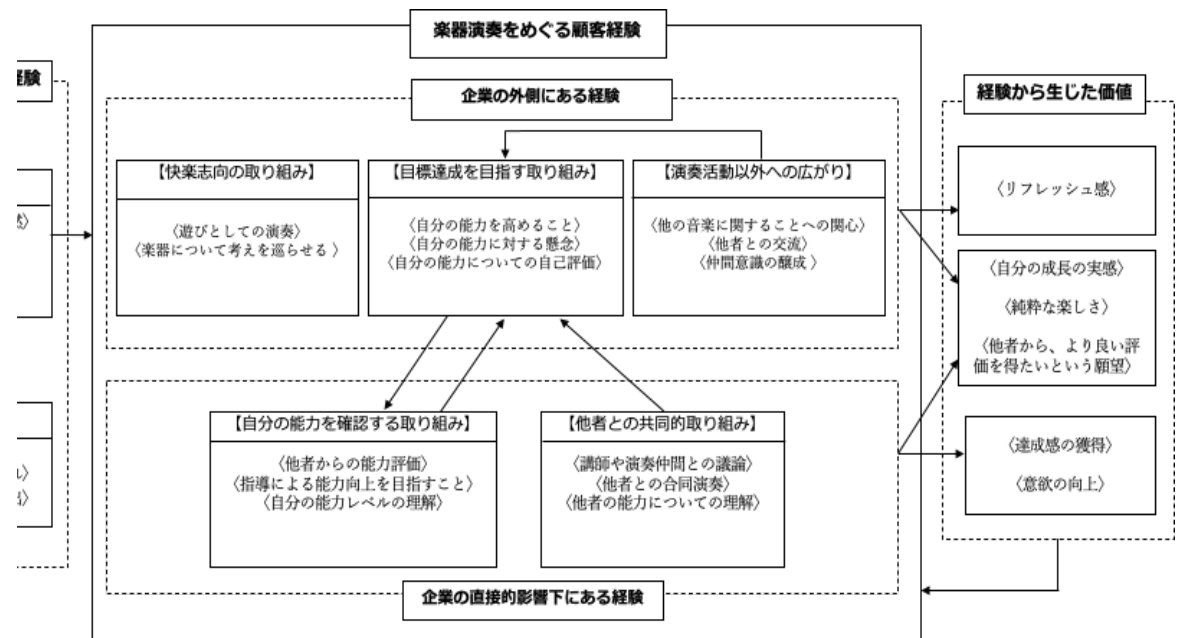 楽器演奏をめぐる顧客経験
経験
企業の外側にある経験
経験から生じた価値
【快楽志向の取り組み】
〈遊びとしての演奏〉
〈楽器について考えを巡らせる 〉
【目標達成を目指す取り組み】
〈自分の能力を高めること〉
〈自分の能力に対する懸念〉
〈自分の能力についての自己評価〉
【演奏活動以外への広がり】
〈他の音楽に関することへの関心〉
〈他者との交流〉
〈仲間意識の醸成 〉
〈リフレッシュ感〉
〈自分の成長の実感〉
〈純粋な楽しさ〉
〈他者から、より良い評
価を得たいという願望〉
【自分の能力を確認する取り組み】
〈他者からの能力評価〉
〈指導による能力向上を目指すこと〉
〈自分の能力レベルの理解〉
【他者との共同的取り組み】
〈講師や演奏仲間との議論〉
〈他者との合同演奏〉
〈他者の能力についての理解〉
〈達成感の獲得〉
〈意欲の向上〉
企業の直接的影響下にある経験